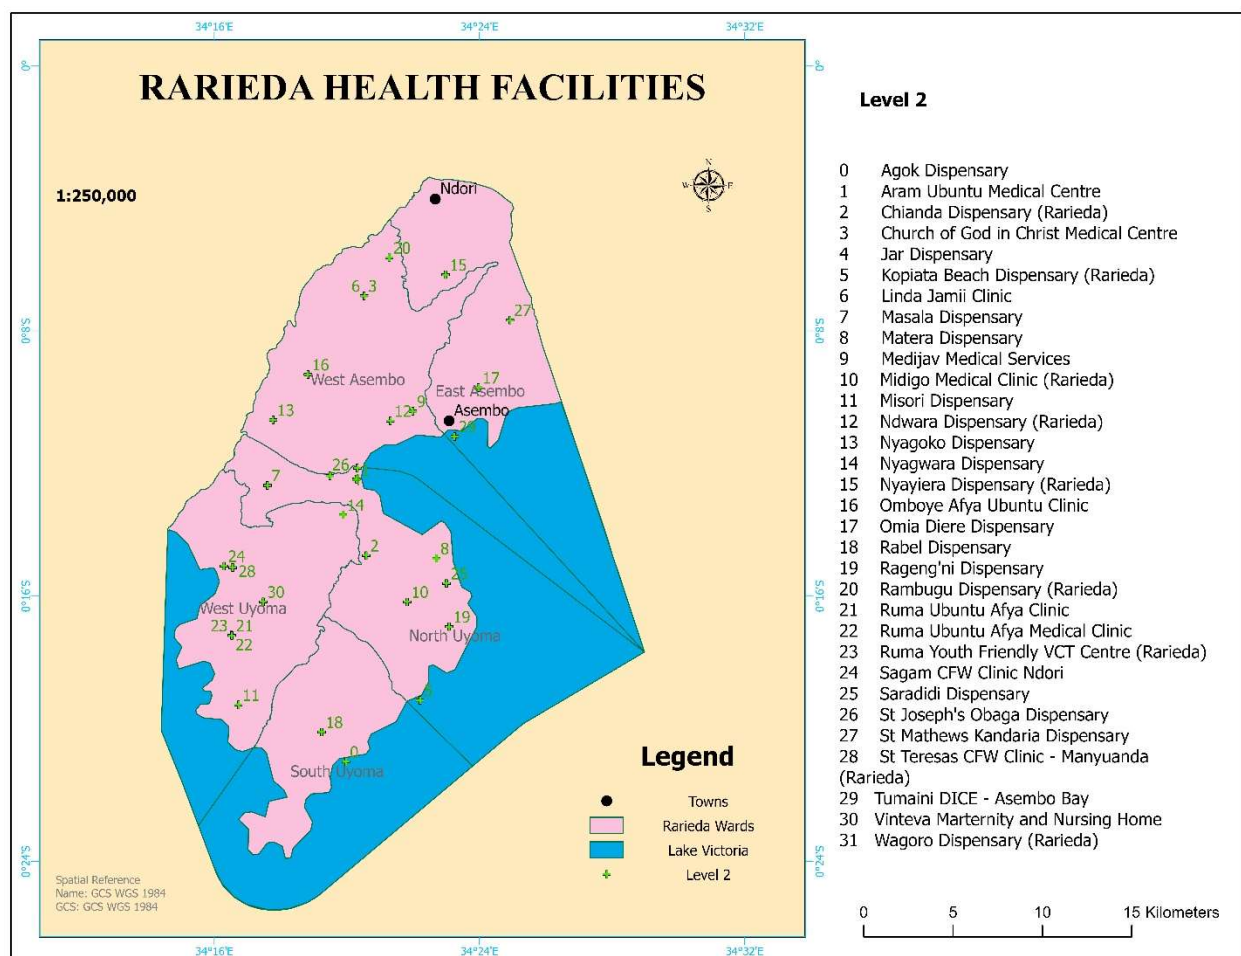 34°16'E 34°24'E 34°32'E
0° 0°
RARIEDA HEALTH FACILITIES
1:250,000
N
W E
S
Ndori
20
15
6 3
27
0°8'S 0°8'S
16
West Asembo
17
East Asembo
9
12
Asembo
13
29
26
7
14
2
8
24
28
25
30
10
West Uyoma
0°16'S 0°16'S
23 21
22
19
North Uyoma
5
11
18
0
South Uyoma
0°24'S 0°24'S
Legend
Towns
Rarieda Wards
Lake Victoria
Level 2
Spatial Reference
Name: GCS WGS 1984
GCS: GCS WGS 1984
34°16'E 34°24'E 34°32'E
Level 2
0 Agok Dispensary
1 Aram Ubuntu Medical Centre
2 Chianda Dispensary (Rarieda)
3 Church of God in Christ Medical Centre
4 Jar Dispensary
5 Kopiata Beach Dispensary (Rarieda)
6 Linda Jamii Clinic
7 Masala Dispensary
8 Matera Dispensary
9 Medijav Medical Services
10 Midigo Medical Clinic (Rarieda)
11 Misori Dispensary
12 Ndwara Dispensary (Rarieda)
13 Nyagoko Dispensary
14 Nyagwara Dispensary
15 Nyayiera Dispensary (Rarieda)
16 Omboye Afya Ubuntu Clinic
17 Omia Diere Dispensary
18 Rabel Dispensary
19 Rageng'ni Dispensary
20 Rambugu Dispensary (Rarieda)
21 Ruma Ubuntu Afya Clinic
22 Ruma Ubuntu Afya Medical Clinic
23 Ruma Youth Friendly VCT Centre (Rarieda)
24 Sagam CFW Clinic Ndori
25 Saradidi Dispensary
26 St Joseph's Obaga Dispensary
27 St Mathews Kandaria Dispensary
28 St Teresas CFW Clinic - Manyuanda
(Rarieda)
29 Tumaini DICE - Asembo Bay
30 Vinteva Marternity and Nursing Home
31 Wagoro Dispensary (Rarieda)
0 5 10 15 Kilometers